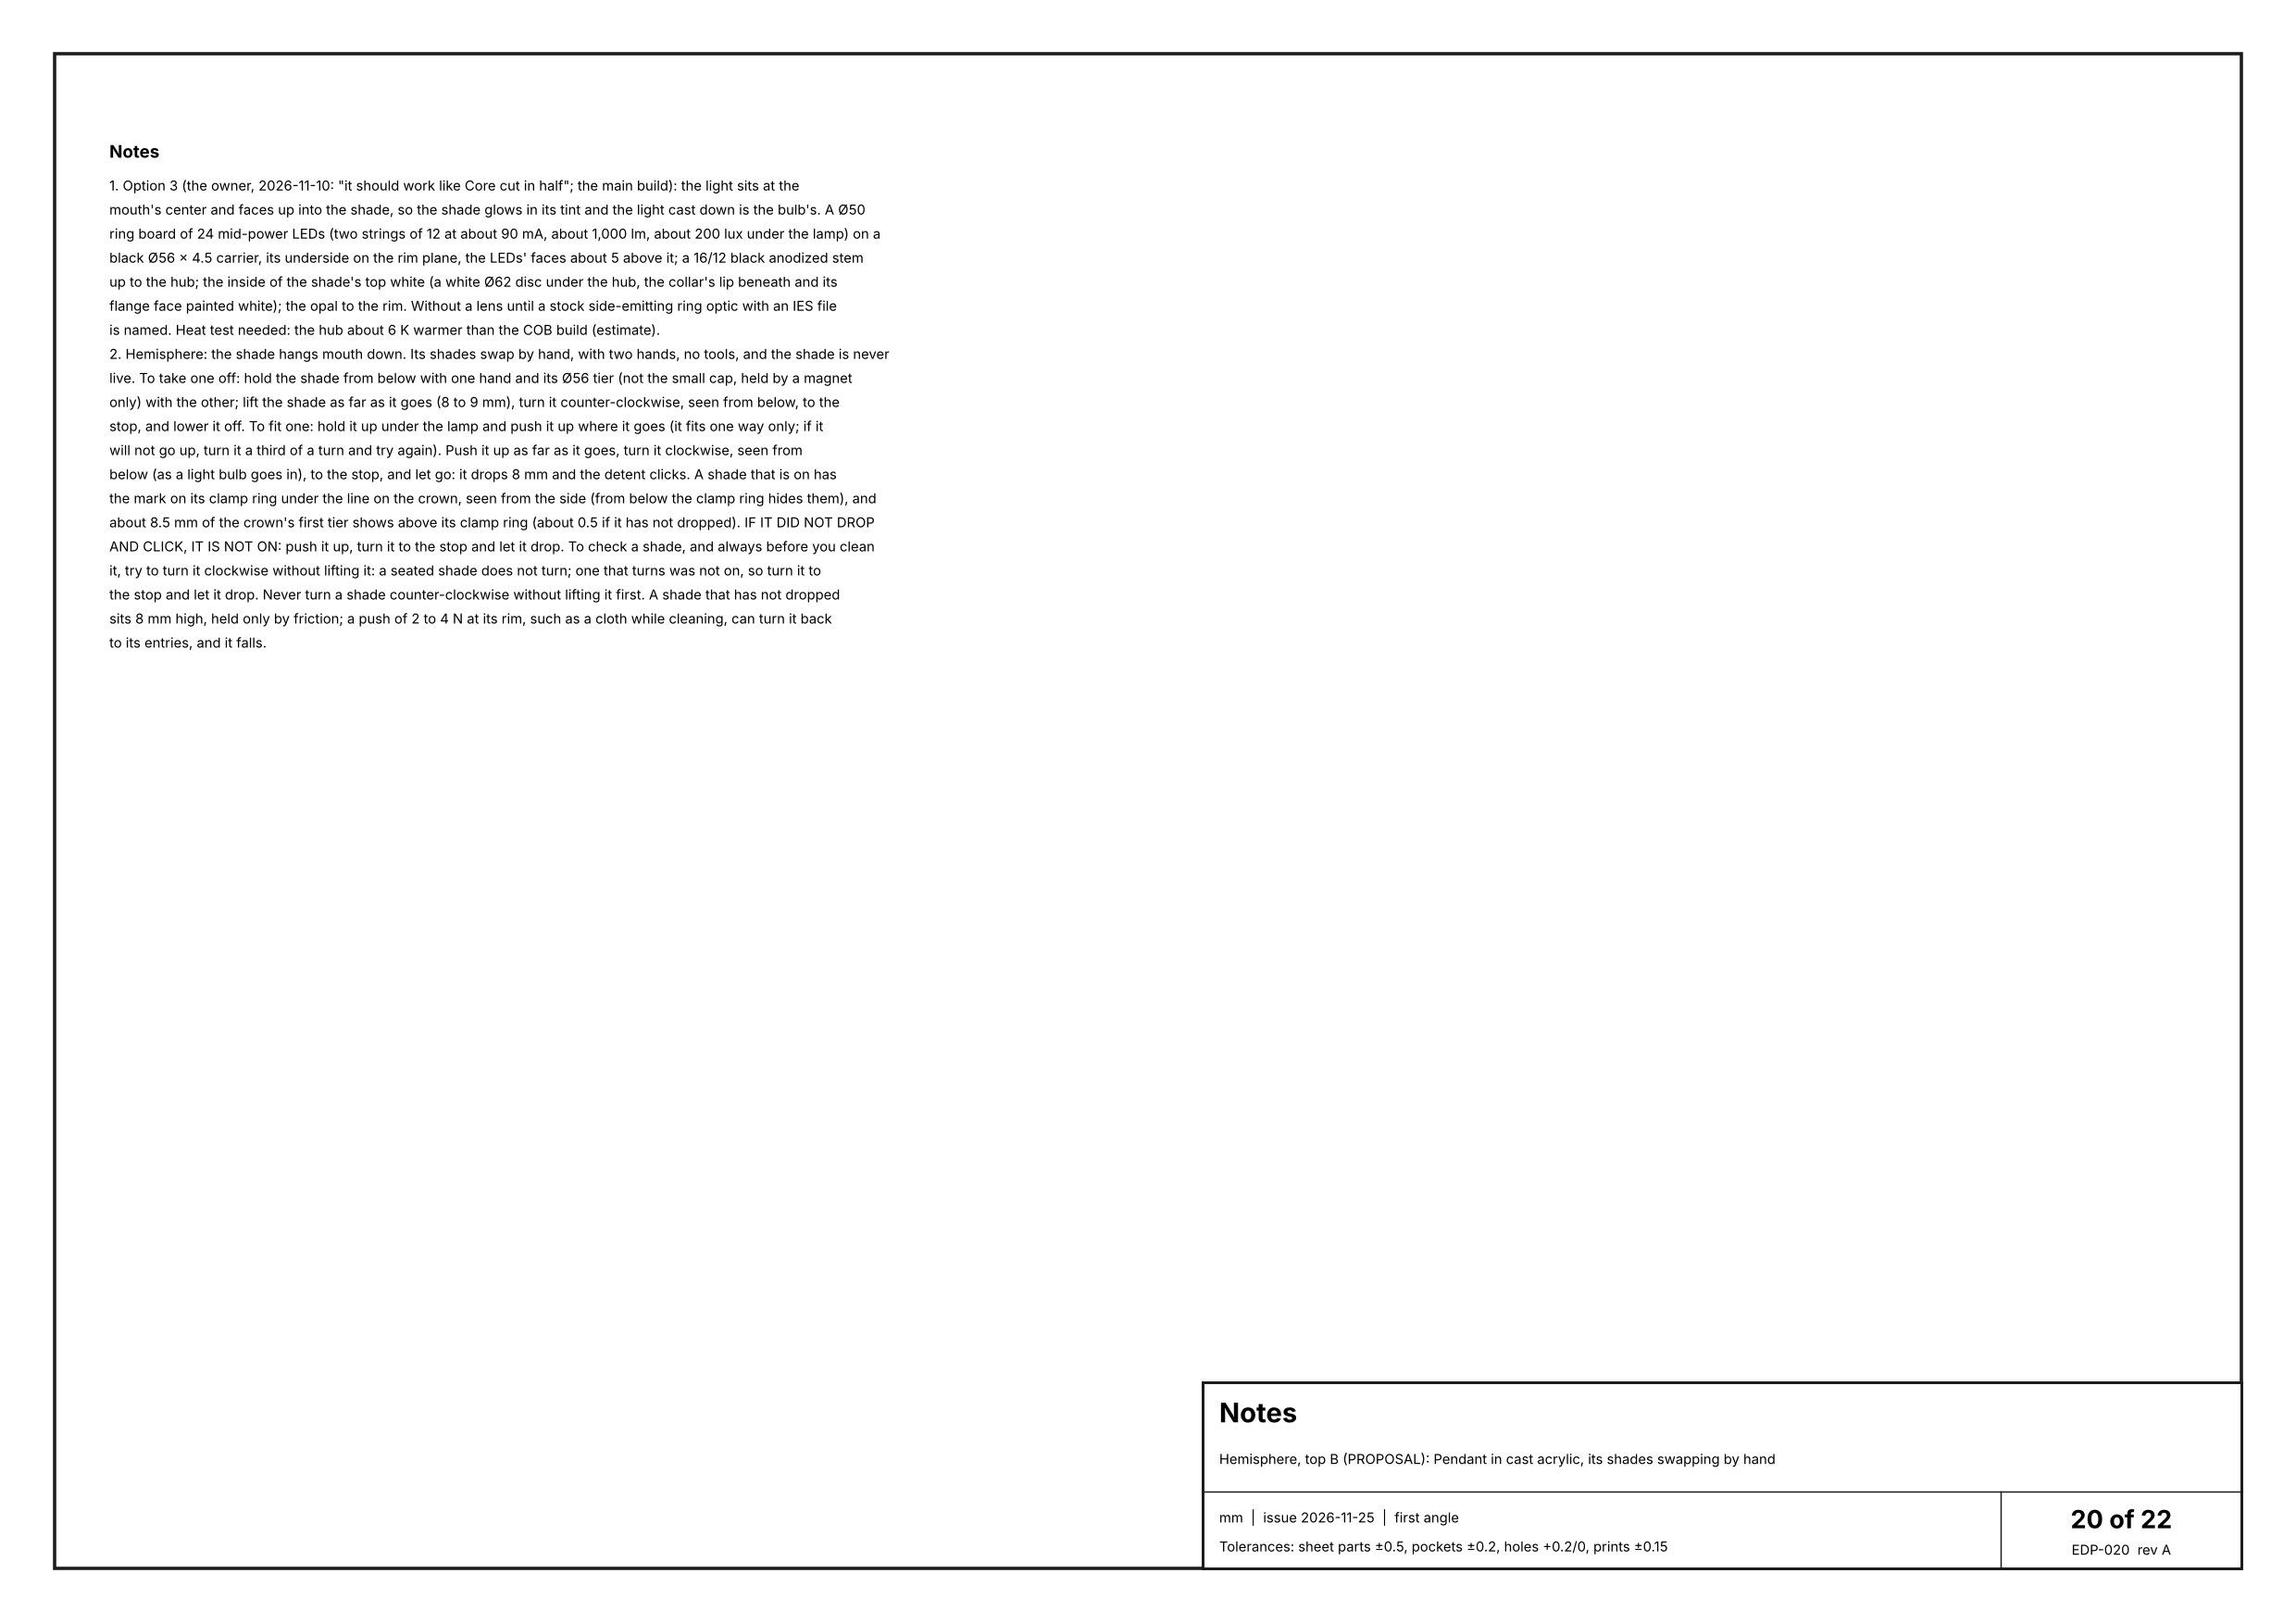 Notes
1. Option 3 (the owner, 2026-11-10: "it should work like Core cut in half"; the main build): the light sits at the
mouth's center and faces up into the shade, so the shade glows in its tint and the light cast down is the bulb's. A Ø50
ring board of 24 mid-power LEDs (two strings of 12 at about 90 mA, about 1,000 lm, about 200 lux under the lamp) on a
black Ø56 × 4.5 carrier, its underside on the rim plane, the LEDs' faces about 5 above it; a 16/12 black anodized stem
up to the hub; the inside of the shade's top white (a white Ø62 disc under the hub, the collar's lip beneath and its
flange face painted white); the opal to the rim. Without a lens until a stock side-emitting ring optic with an IES file
is named. Heat test needed: the hub about 6 K warmer than the COB build (estimate).
2. Hemisphere: the shade hangs mouth down. Its shades swap by hand, with two hands, no tools, and the shade is never
live. To take one off: hold the shade from below with one hand and its Ø56 tier (not the small cap, held by a magnet
only) with the other; lift the shade as far as it goes (8 to 9 mm), turn it counter-clockwise, seen from below, to the
stop, and lower it off. To fit one: hold it up under the lamp and push it up where it goes (it fits one way only; if it
will not go up, turn it a third of a turn and try again). Push it up as far as it goes, turn it clockwise, seen from
below (as a light bulb goes in), to the stop, and let go: it drops 8 mm and the detent clicks. A shade that is on has
the mark on its clamp ring under the line on the crown, seen from the side (from below the clamp ring hides them), and
about 8.5 mm of the crown's first tier shows above its clamp ring (about 0.5 if it has not dropped). IF IT DID NOT DROP
AND CLICK, IT IS NOT ON: push it up, turn it to the stop and let it drop. To check a shade, and always before you clean
it, try to turn it clockwise without lifting it: a seated shade does not turn; one that turns was not on, so turn it to
the stop and let it drop. Never turn a shade counter-clockwise without lifting it first. A shade that has not dropped
sits 8 mm high, held only by friction; a push of 2 to 4 N at its rim, such as a cloth while cleaning, can turn it back
to its entries, and it falls.
Notes
Hemisphere, top B (PROPOSAL): Pendant in cast acrylic, its shades swapping by hand
mm | issue 2026-11-25 | first angle
Tolerances: sheet parts ±0.5, pockets ±0.2, holes +0.2/0, prints ±0.15
20 of 22
EDP-020 rev A